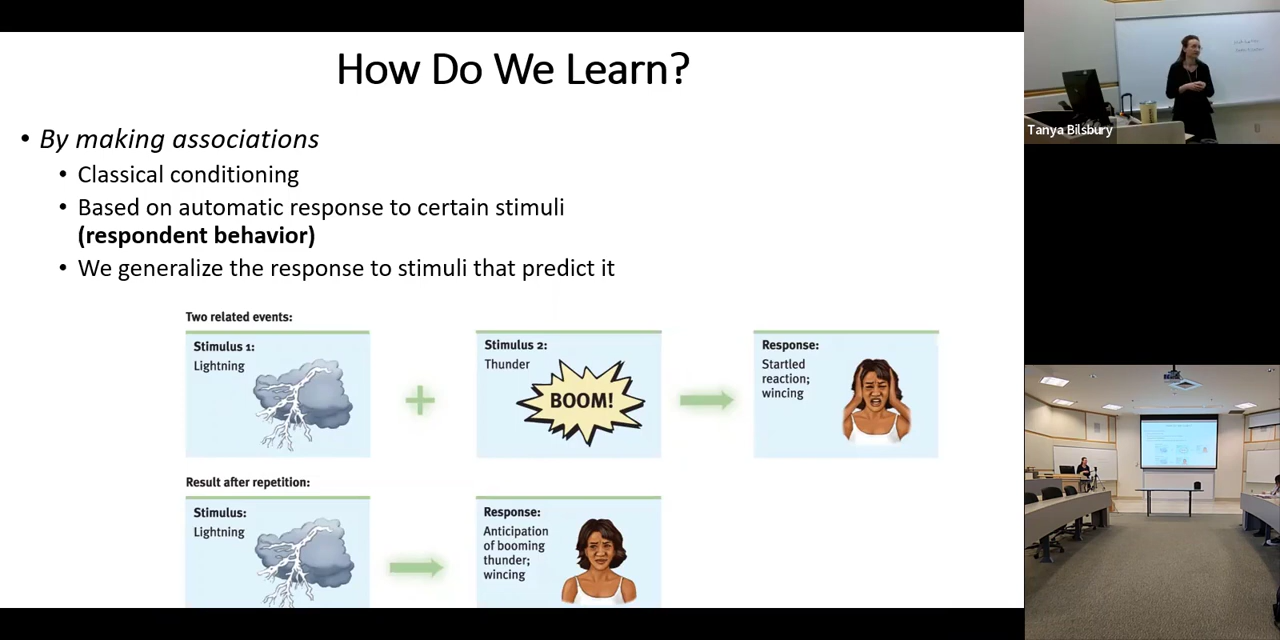 How Do We Learn?
• By making associations
• Classical conditioning
• Based on automatic response to certain stimuli
(respondent behavior)
• We generalize the response to stimuli that predict it
Two related events:
Stimulus 1:
Lightning
+
Stimulus 2:
Thunder
BOOM!
Response:
Startled
reaction;
wincing
Result after repetition:
Stimulus:
Lightning
Response:
Anticipation
of booming
thunder;
wincing
Tanya Bilsbury